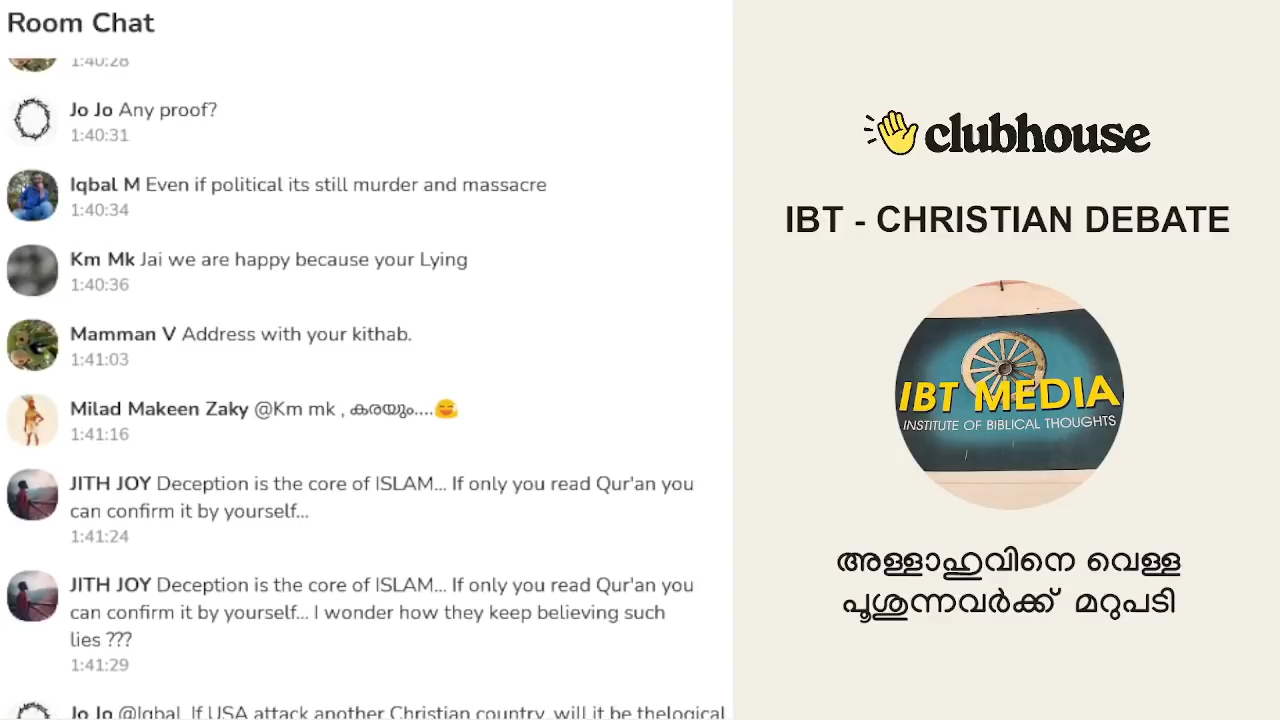 Room Chat
1:40:28
Jo Jo Any proof?
1:40:31
Iqbal M Even if political its still murder and massacre
1:40:34
Km Mk Jai we are happy because your Lying
1:40:36
Mamman V Address with your kithab.
1:41:03
Milad Makeen Zaky @Km mk , കരയും....😄
1:41:16
JITH JOY Deception is the core of ISLAM... If only you read Qur'an you
can confirm it by yourself...
1:41:24
JITH JOY Deception is the core of ISLAM... If only you read Qur'an you
can confirm it by yourself... I wonder how they keep believing such
lies ???
1:41:29
Jo Jo @Iqbal, If USA attack another Christian country, will it be thelogical
clubhouse
IBT - CHRISTIAN DEBATE
IBT MEDIA
INSTITUTE OF BIBLICAL THOUGHTS
അള്ളാഹുവിനെ വെള്ള
പൂശുന്നവർക്ക് മറുപടി